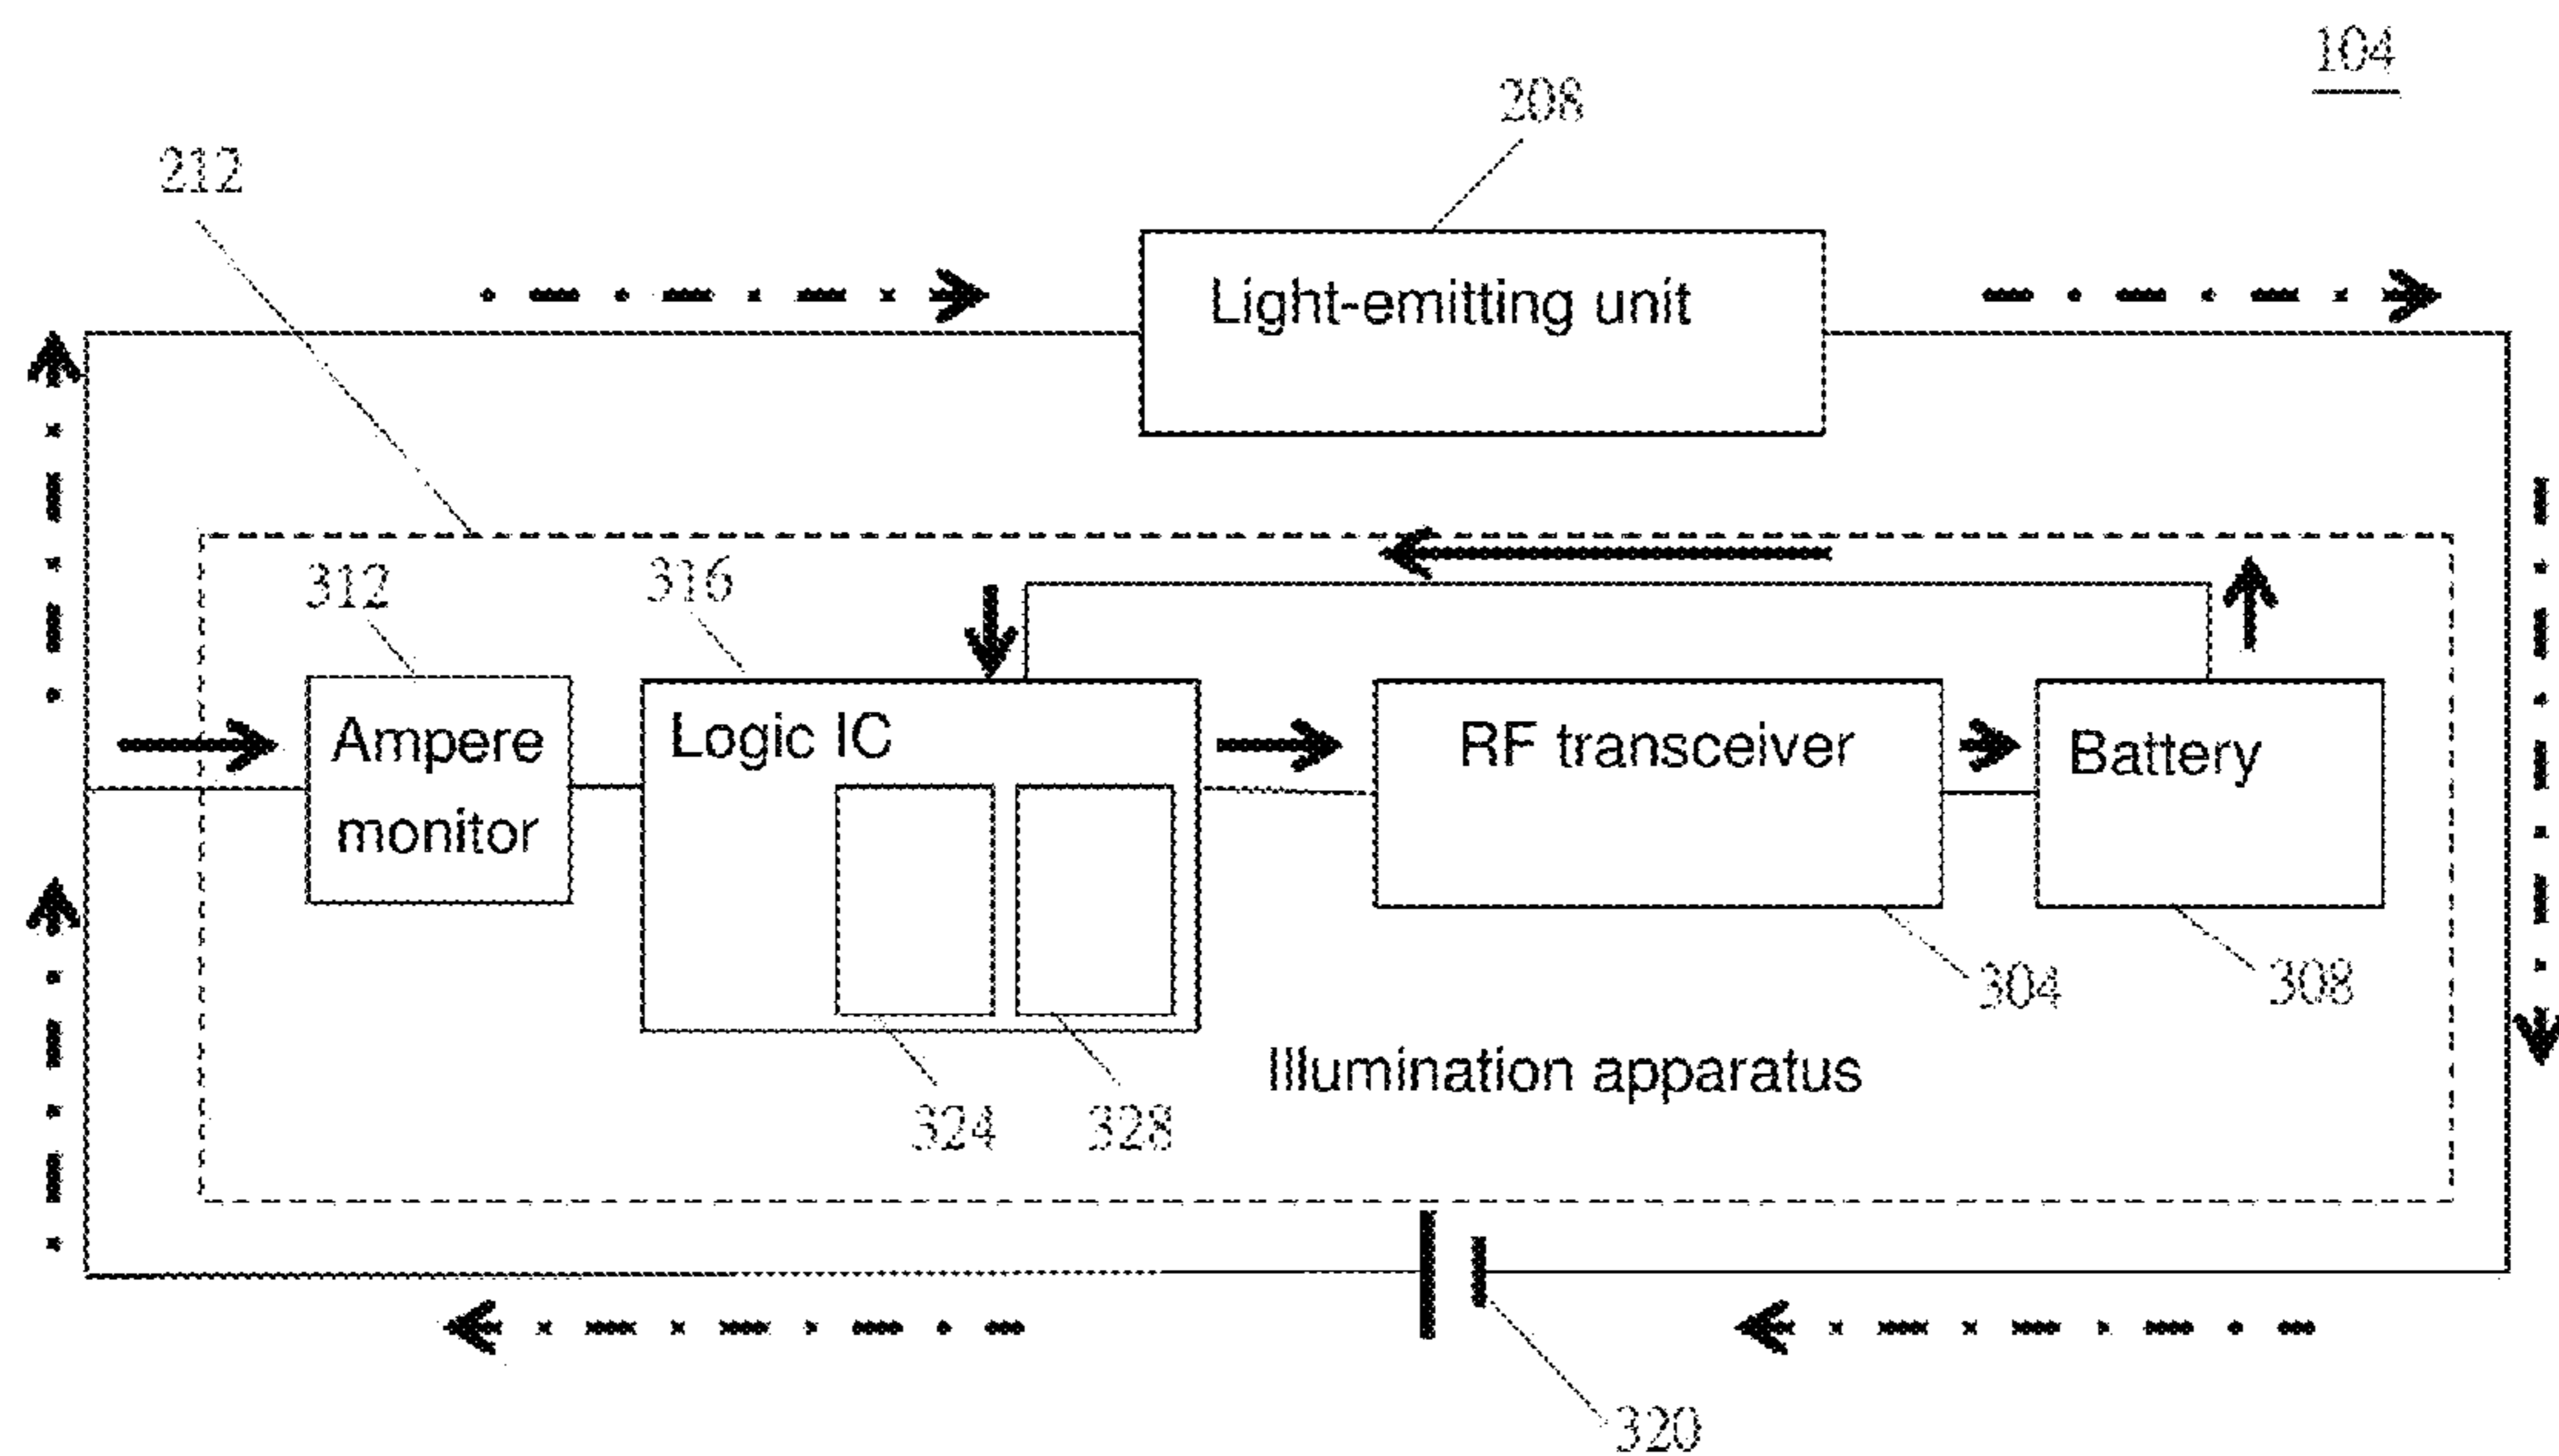 104
208
212
Light-emitting unit
312
316
Ampere
monitor
Logic IC
RF transceiver
Battery
304
308
324
328
Illumination apparatus
320